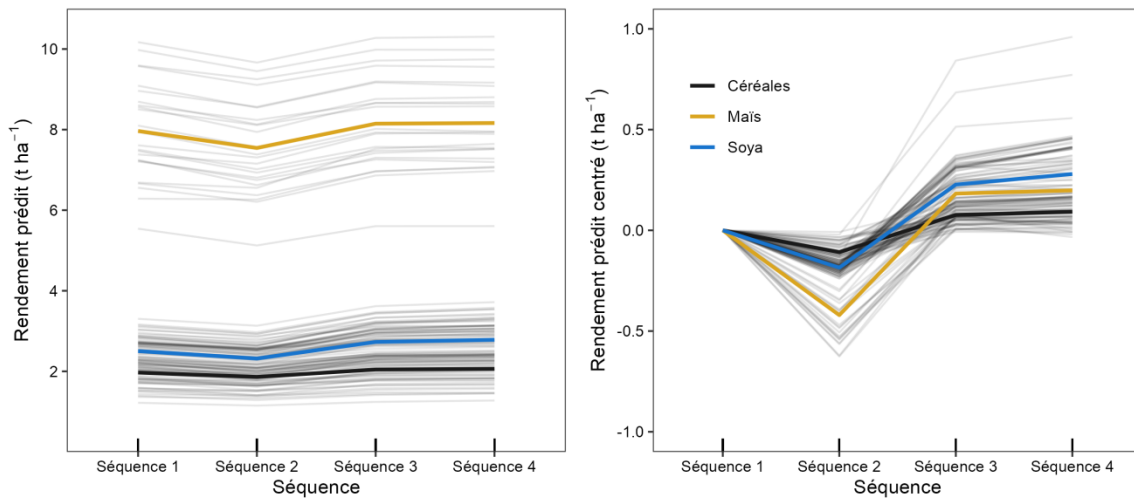 Rendement prédit (t ha⁻¹)
10
8
6
4
2
Séquence 1 Séquence 2 Séquence 3 Séquence 4
Séquence
Rendement prédit centré (t ha⁻¹)
1.0
0.5
0.0
-0.5
-1.0
Céréales
Maïs
Soya
Séquence 1 Séquence 2 Séquence 3 Séquence 4
Séquence